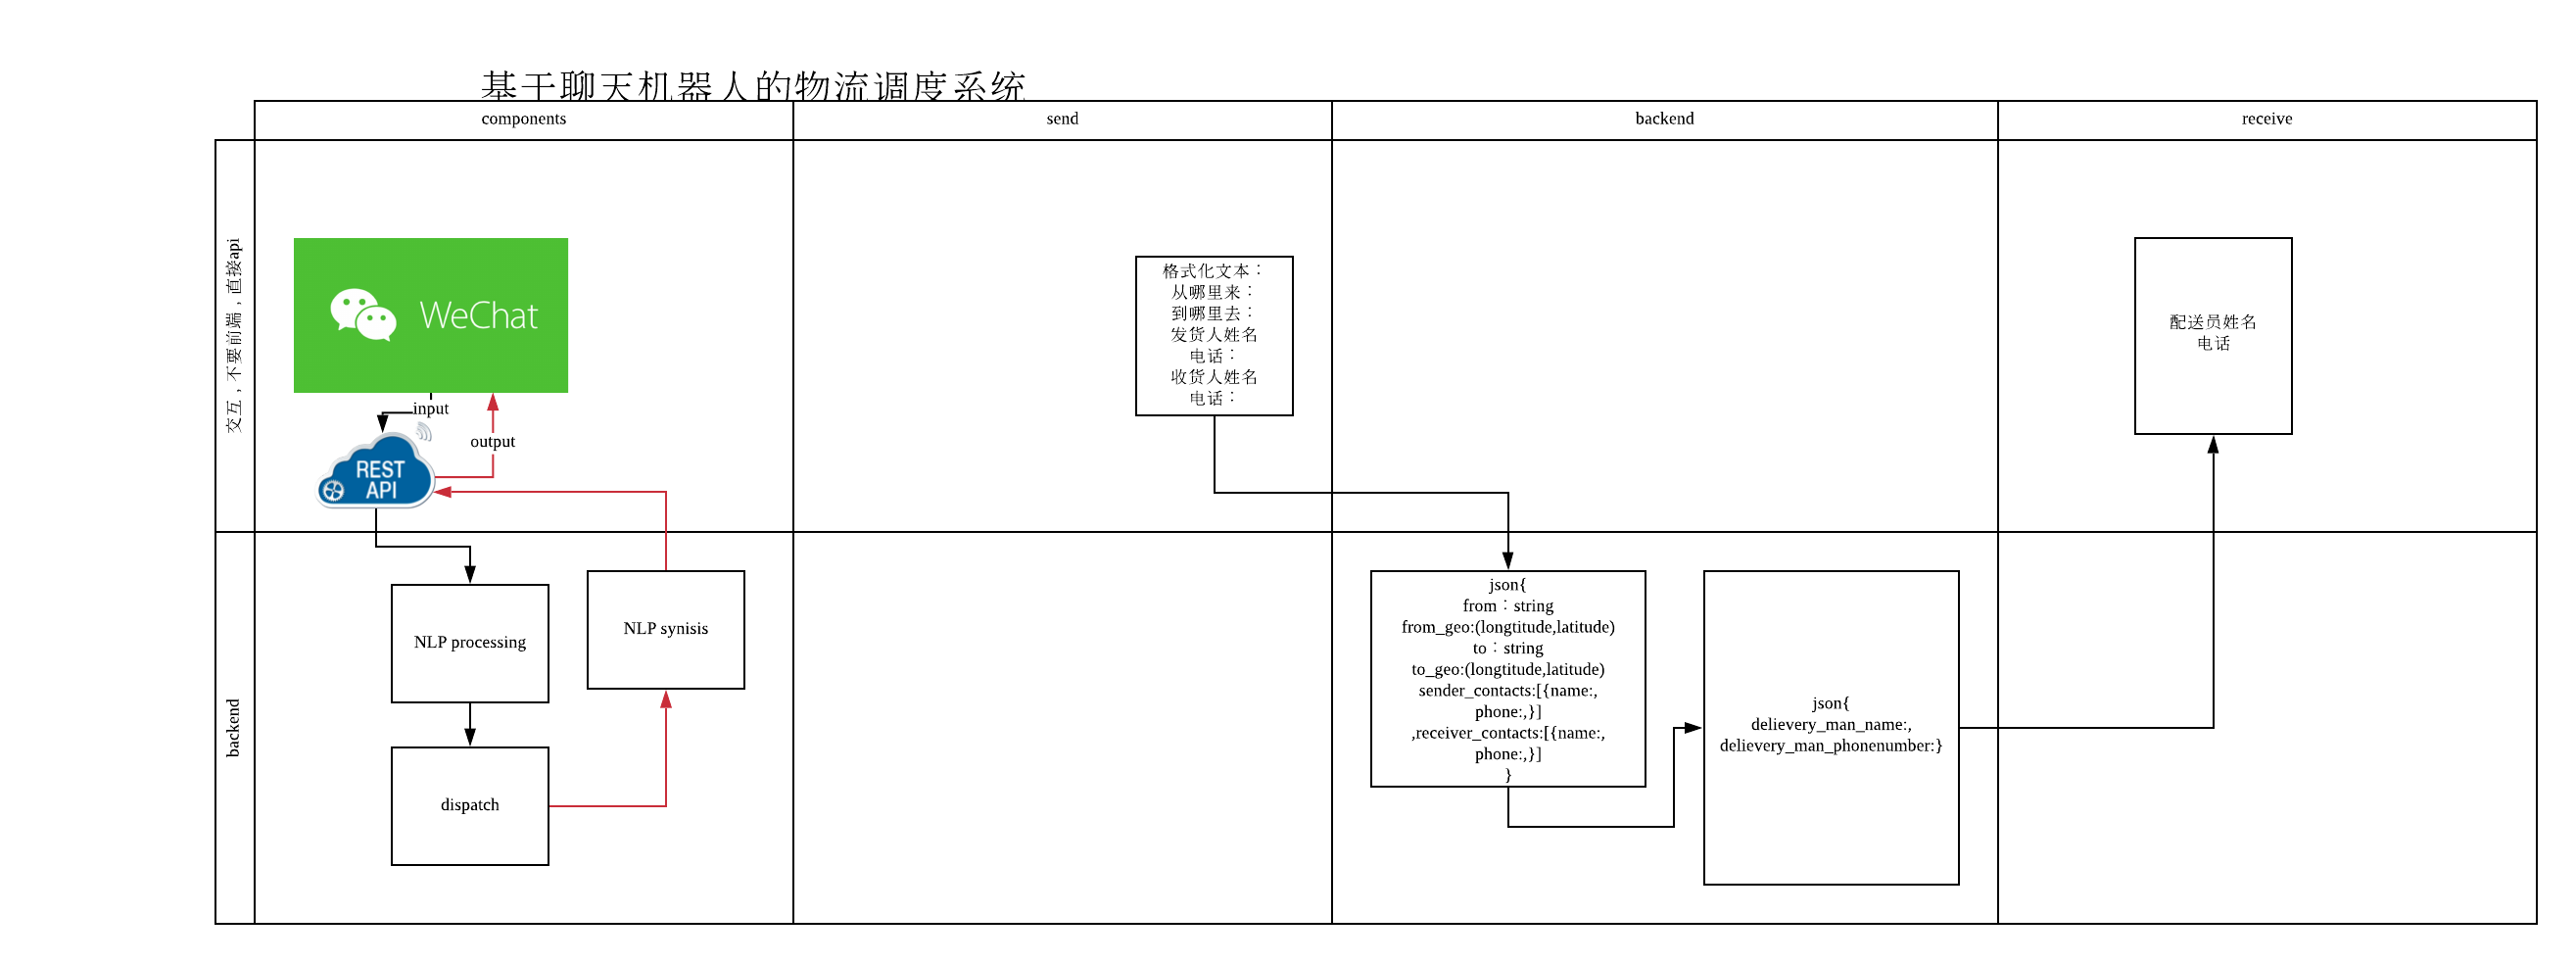 基于聊天机器人的物流调度系统
components
send
backend
receive
交互，不要前端，直接api
WeChat
input
output
REST
API
格式化文本：
从哪里来：
到哪里去：
发货人姓名
电话：
收货人姓名
电话：
配送员姓名
电话
backend
NLP processing
NLP synisis
dispatch
json{
from：string
from_geo:(longtitude,latitude)
to：string
to_geo:(longtitude,latitude)
sender_contacts:[{name:,
phone:,}]
,receiver_contacts:[{name:,
phone:,}]
}
json{
delievery_man_name:,
delievery_man_phonenumber:}